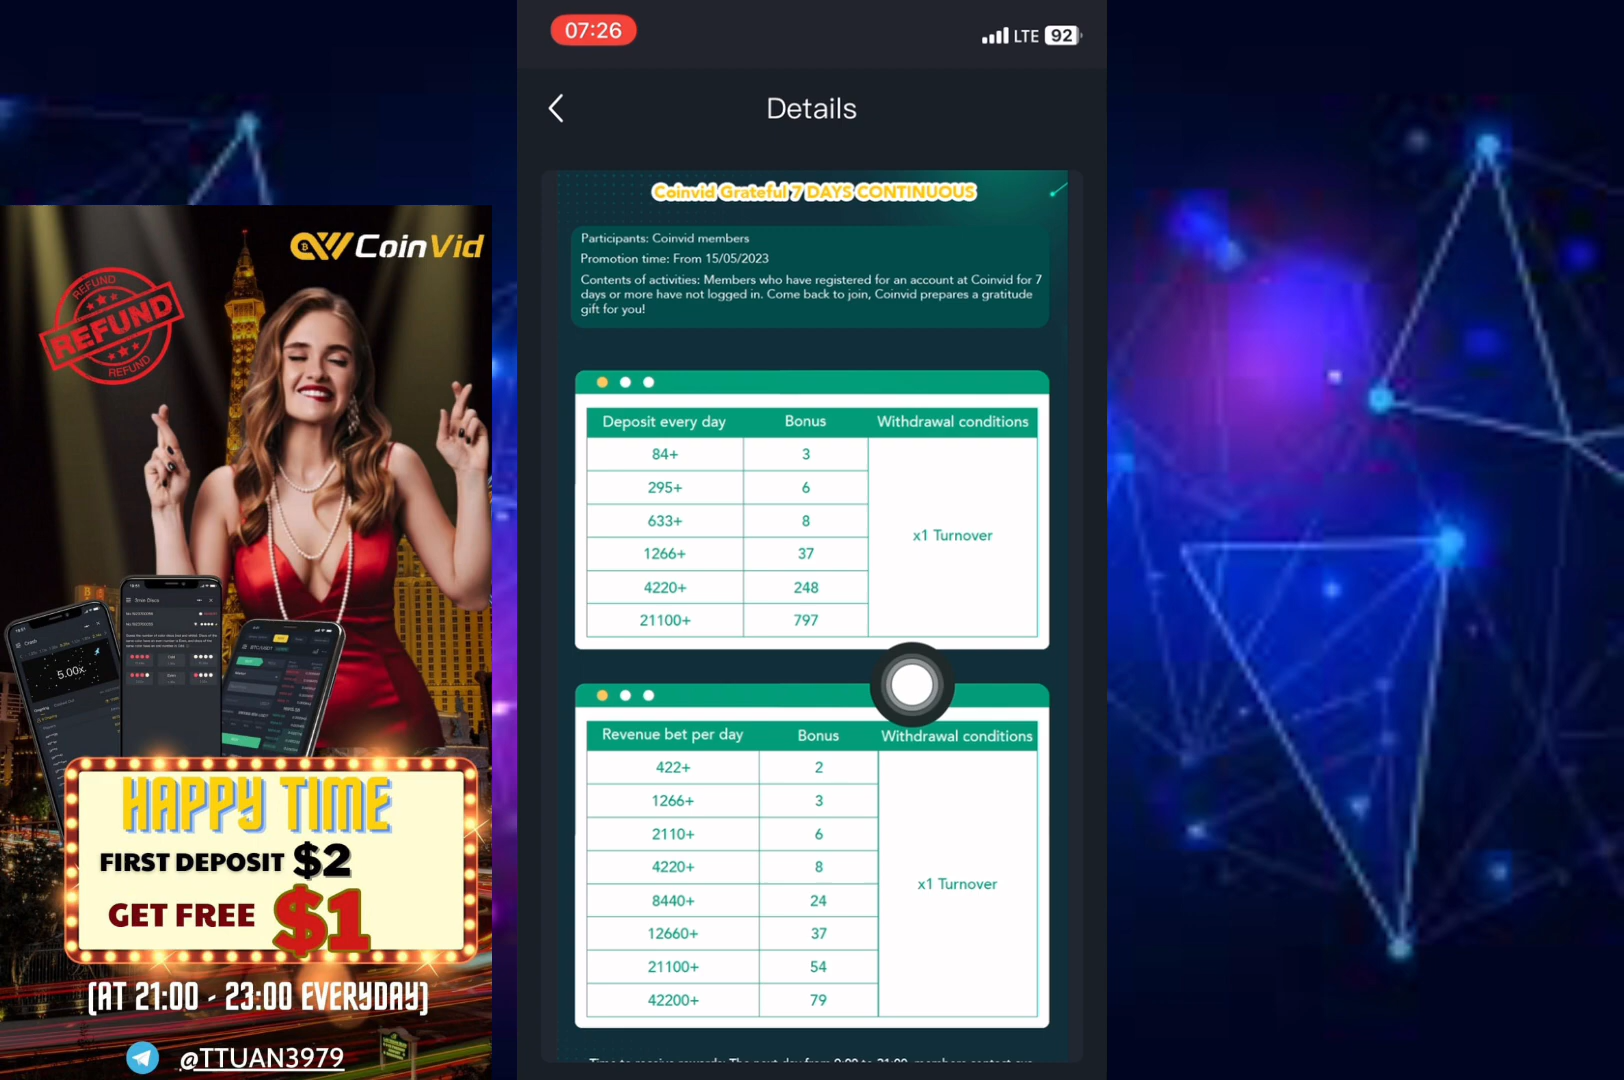 CoinVid
REFUND
REFUND
REFUND
5.00x
HAPPY TIME
FIRST DEPOSIT $2
GET FREE $1
(AT 21:00 - 23:00 EVERYDAY)
@TTUAN3979
07:26
LTE 92
Details
Coinvid Grateful 7 DAYS CONTINUOUS
Participants: Coinvid members
Promotion time: From 15/05/2023
Contents of activities: Members who have registered for an account at Coinvid for 7
days or more have not logged in. Come back to join, Coinvid prepares a gratitude
gift for you!
Deposit every day Bonus Withdrawal conditions
84+ 3
295+ 6
633+ 8
x1 Turnover
1266+ 37
4220+ 248
21100+ 797
Revenue bet per day Bonus Withdrawal conditions
422+ 2
1266+ 3
2110+ 6
4220+ 8
x1 Turnover
8440+ 24
12660+ 37
21100+ 54
42200+ 79